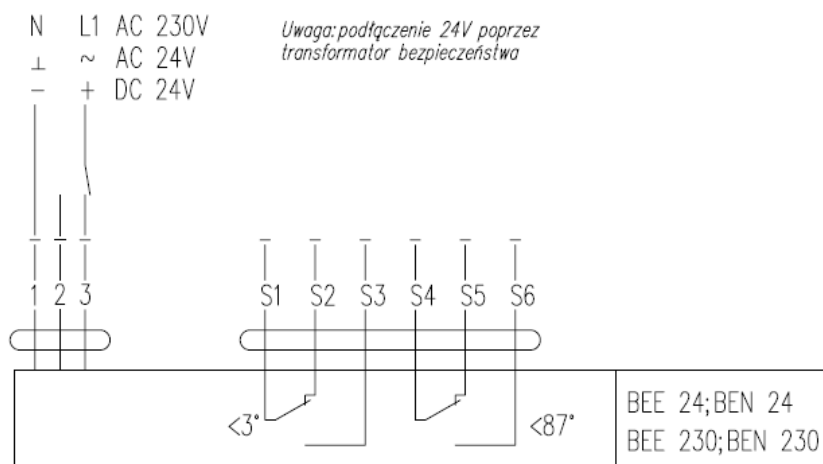 N L1 AC 230V
⊥ ~ AC 24V
− + DC 24V
Uwaga:podłączenie 24V poprzez
transformator bezpieczeństwa
1 2 3 S1 S2 S3 S4 S5 S6
<3° <87°
BEE 24;BEN 24
BEE 230;BEN 230